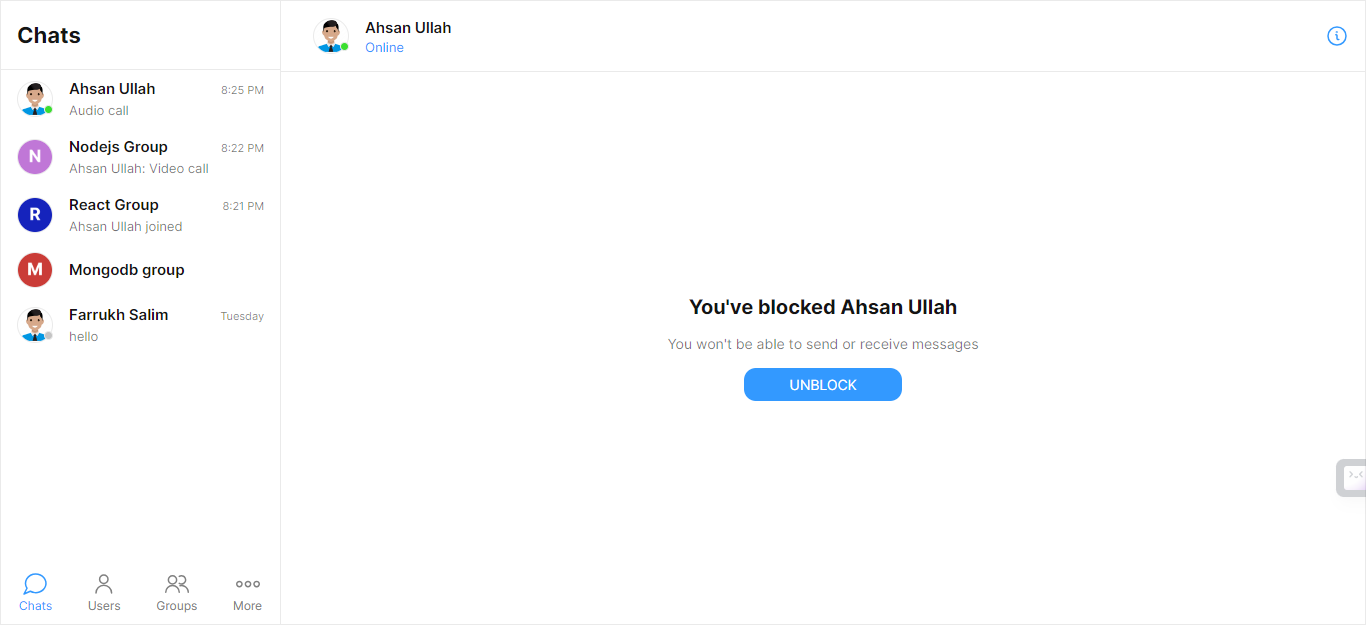 Chats
Ahsan Ullah
8:25 PM
Audio call
N
Nodejs Group
8:22 PM
Ahsan Ullah: Video call
R
React Group
8:21 PM
Ahsan Ullah joined
M
Mongodb group
Farrukh Salim
Tuesday
hello
Chats
Users
Groups
More
Ahsan Ullah
Online
You've blocked Ahsan Ullah
You won't be able to send or receive messages
UNBLOCK